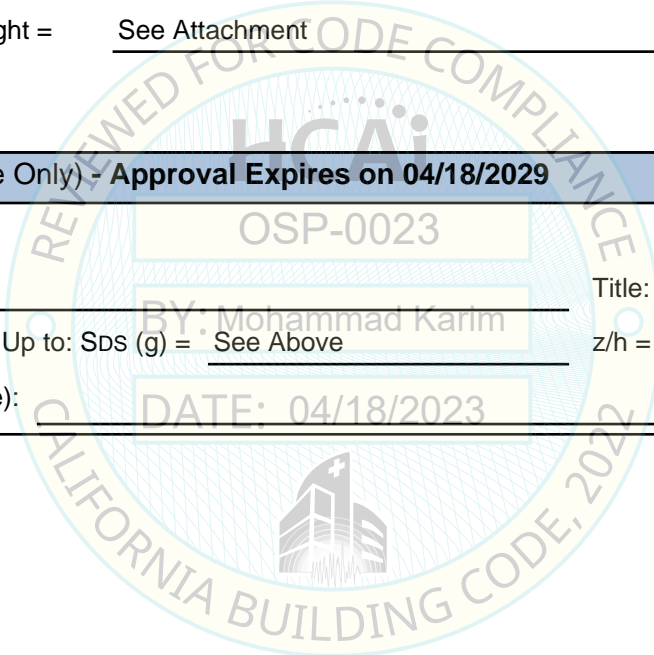 ght = See Attachment
REVIEWED FOR CODE COMPLIANCE
HCAi
e Only) - Approval Expires on 04/18/2029
OSP-0023
Title:
BY: Mohammad Karim
Up to: SDS (g) = See Above z/h =
e):
DATE: 04/18/2023
CALIFORNIA BUILDING CODE, 2022